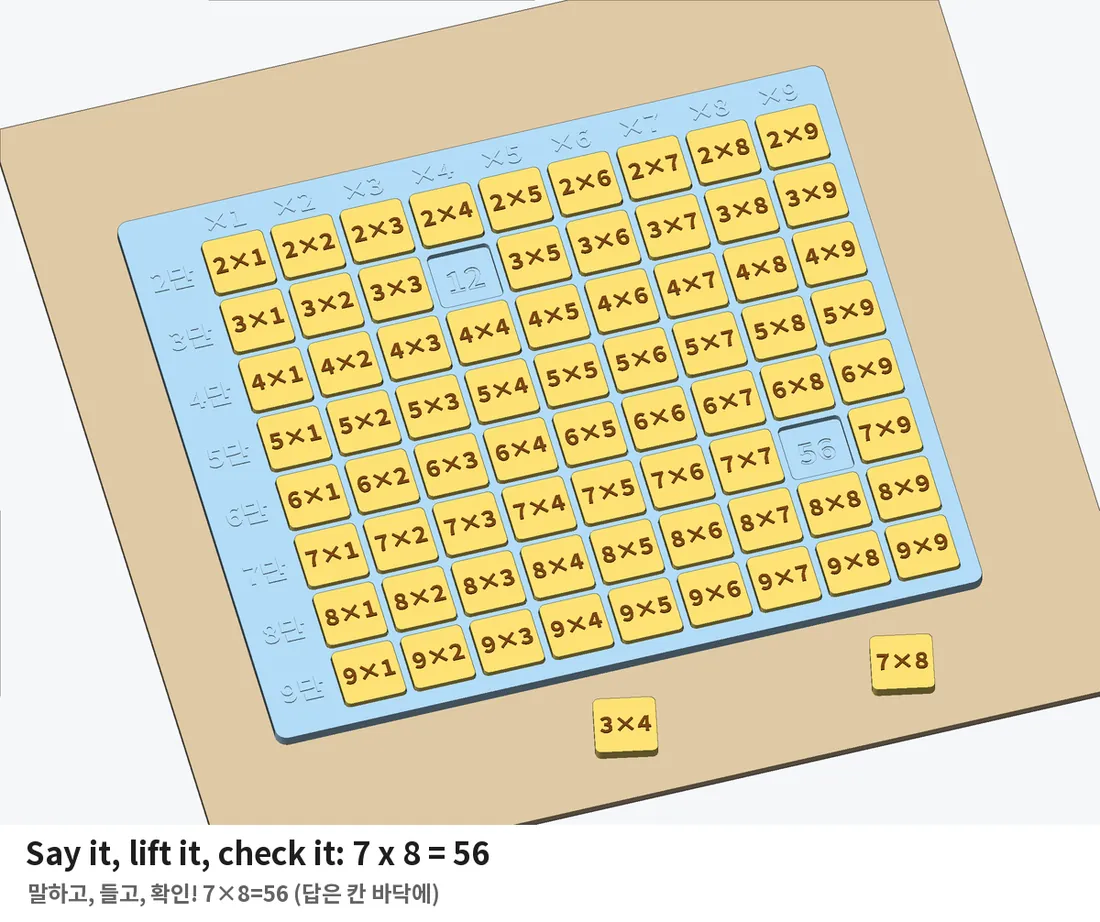 ×1 ×2 ×3 ×4 ×5 ×6 ×7 ×8 ×9
2단 2×1 2×2 2×3 2×4 2×5 2×6 2×7 2×8 2×9
3단 3×1 3×2 3×3 12 3×5 3×6 3×7 3×8 3×9
4단 4×1 4×2 4×3 4×4 4×5 4×6 4×7 4×8 4×9
5단 5×1 5×2 5×3 5×4 5×5 5×6 5×7 5×8 5×9
6단 6×1 6×2 6×3 6×4 6×5 6×6 6×7 6×8 6×9
7단 7×1 7×2 7×3 7×4 7×5 7×6 7×7 56 7×9
8단 8×1 8×2 8×3 8×4 8×5 8×6 8×7 8×8 8×9
9단 9×1 9×2 9×3 9×4 9×5 9×6 9×7 9×8 9×9
7×8
3×4
Say it, lift it, check it: 7 x 8 = 56
말하고, 들고, 확인! 7×8=56 (답은 칸 바닥에)